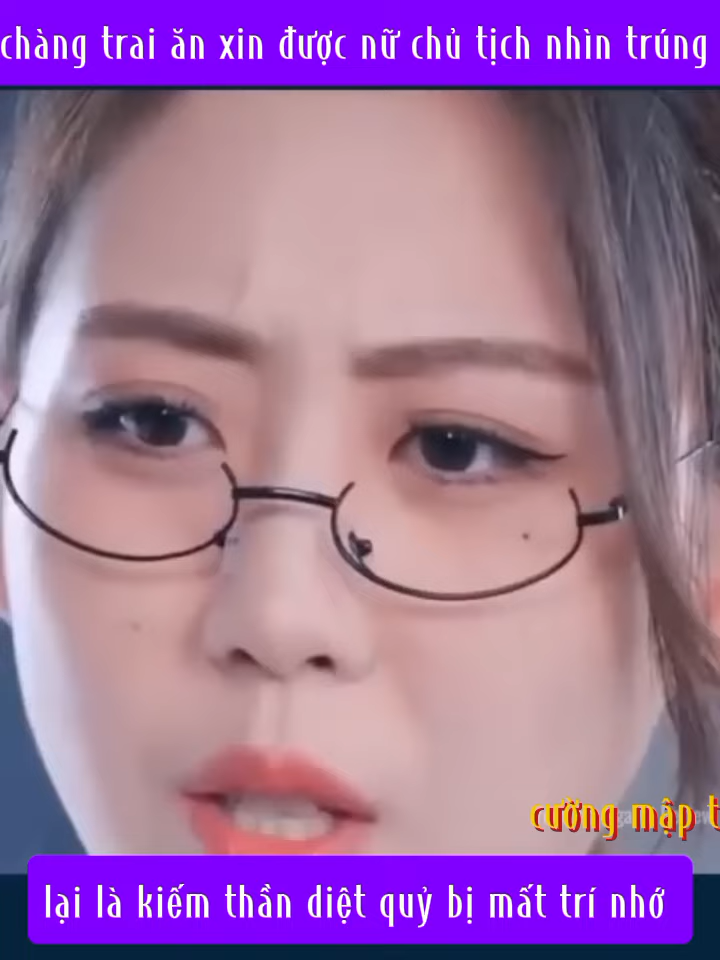 chàng trai ăn xin được nữ chủ tịch nhìn trúng
cường mập
lại là kiếm thần diệt quỷ bị mất trí nhớ